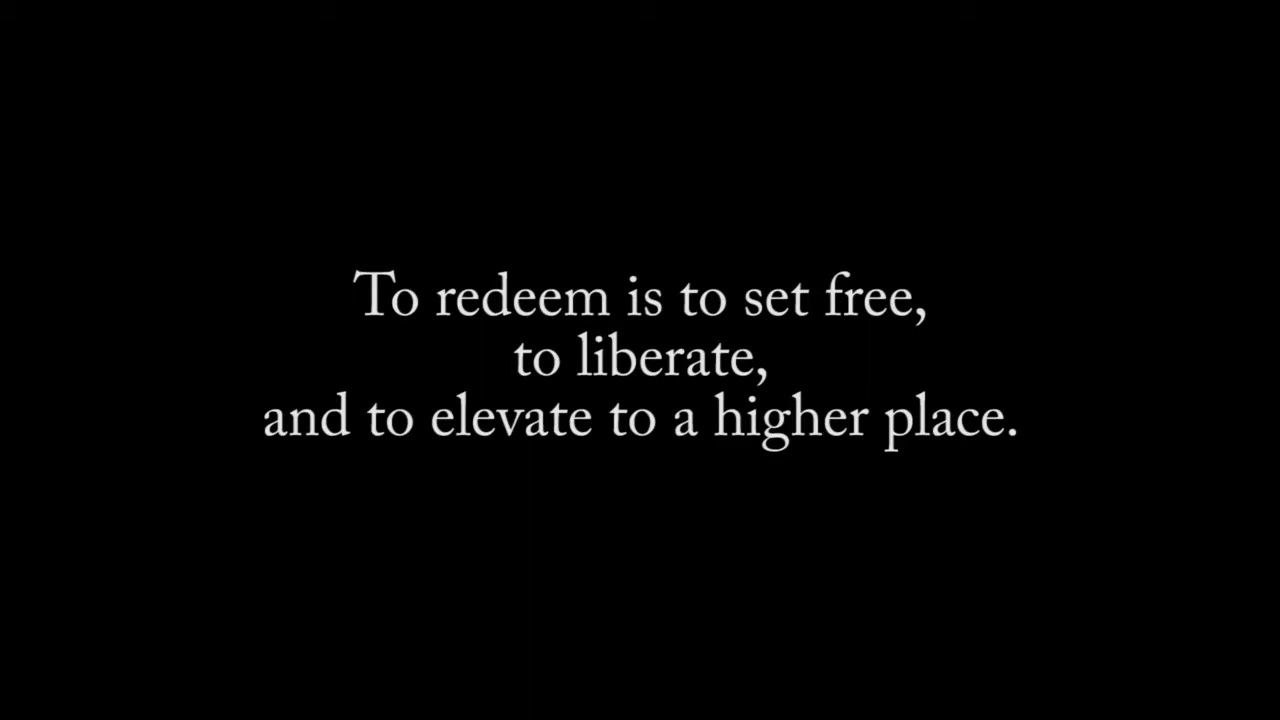 To redeem is to set free,
to liberate,
and to elevate to a higher place.